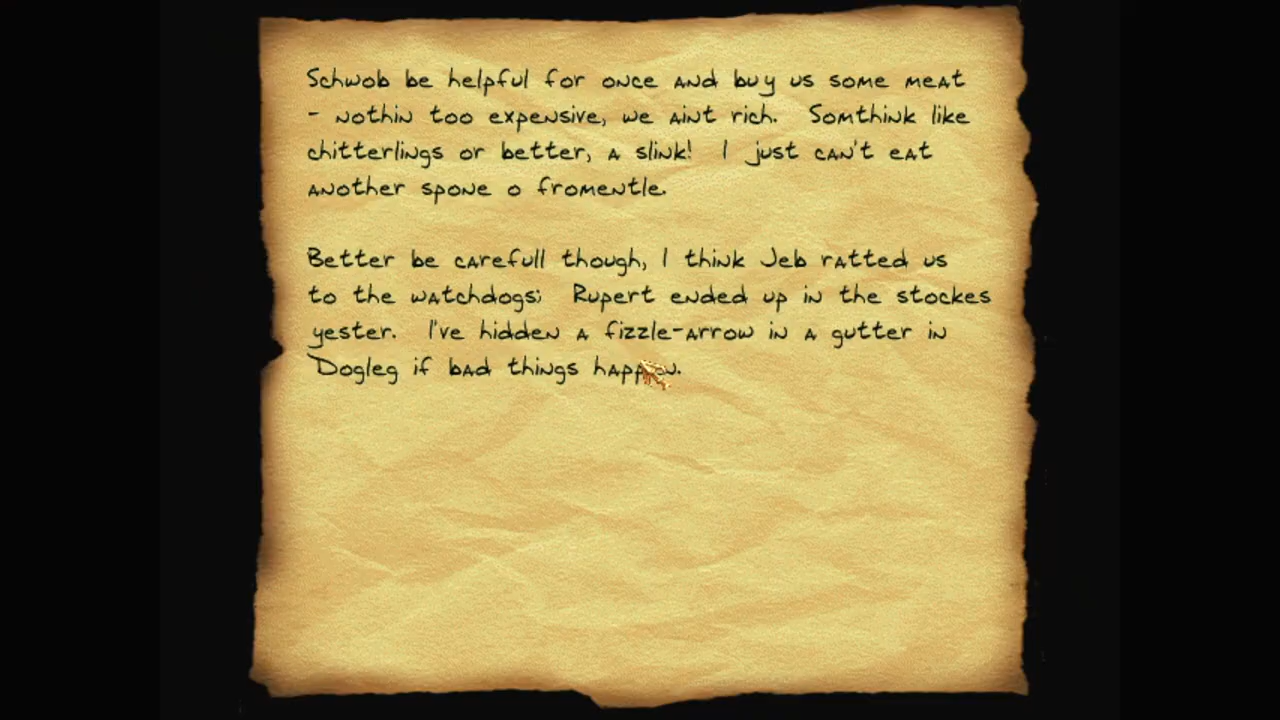 Schwob be helpful for once and buy us some meat
- nothin too expensive, we aint rich. Somthink like
chitterlings or better, a slink! I just can't eat
another spone o fromentle.
Better be carefull though, I think Jeb ratted us
to the watchdogs; Rupert ended up in the stockes
yester. I've hidden a fizzle-arrow in a gutter in
Dogleg if bad things happen.